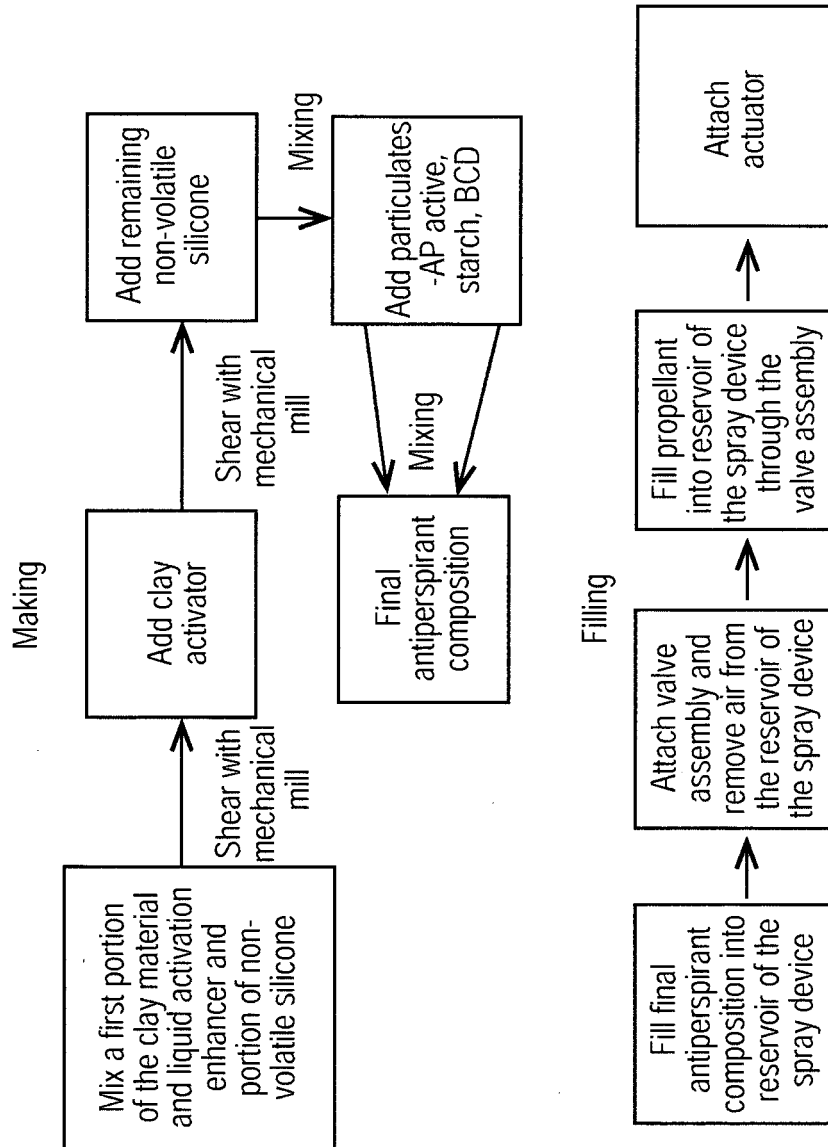 Making
Mix a first portion
of the clay material
and liquid activation
enhancer and
portion of non-
volatile silicone
Shear with
mechanical
mill
Add clay
activator
Shear with
mechanical
mill
Add remaining
non-volatile
silicone
Mixing
Add particulates
-AP active,
starch, BCD
Mixing
Final
antiperspirant
composition
Filling
Fill final
antiperspirant
composition into
reservoir of the
spray device
Attach valve
assembly and
remove air from
the reservoir of
the spray device
Fill propellant
into reservoir of
the spray device
through the
valve assembly
Attach
actuator